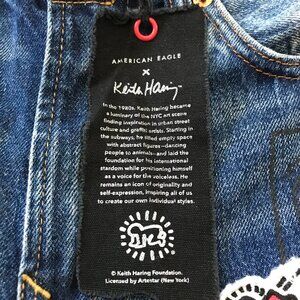 AMERICAN EAGLE
X
Keith Haring
In the 1980s, Keith Haring became
a luminary of the NYC art scene
finding inspiration in urban street
culture and graffiti artists. Starting in
the subways, he filled empty space
with abstract figures—dancing
people to animals—and laid the
foundation for his international
stardom while positioning himself
as a voice for the voiceless. He
remains an icon of originality and
self-expression, inspiring all of us
to create our own individual styles.
© Keith Haring Foundation.
Licensed by Artestar (New York)